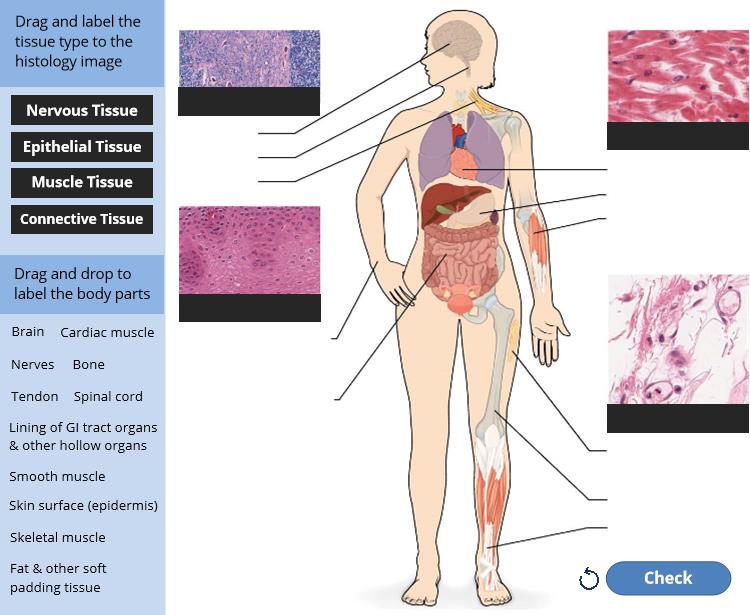 Drag and label the
tissue type to the
histology image
Nervous Tissue
Epithelial Tissue
Muscle Tissue
Connective Tissue
Drag and drop to
label the body parts
Brain Cardiac muscle
Nerves Bone
Tendon Spinal cord
Lining of GI tract organs
& other hollow organs
Smooth muscle
Skin surface (epidermis)
Skeletal muscle
Fat & other soft
padding tissue
Check